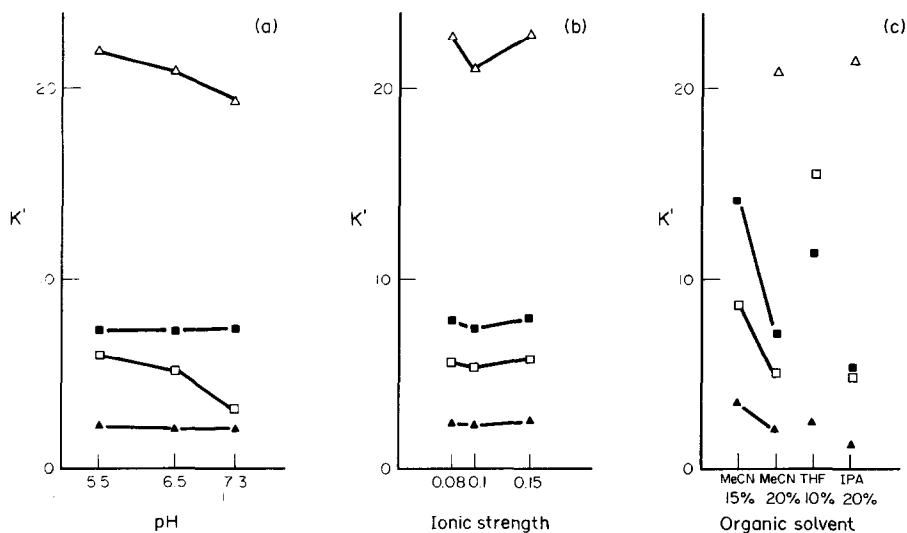 (a)
20
K'
10
0
5.5 6.5 7.3
pH
(b)
20
K'
10
0
0.08 0.1 0.15
Ionic strength
(c)
20
K'
10
0
MeCN MeCN THF IPA
15% 20% 10% 20%
Organic solvent